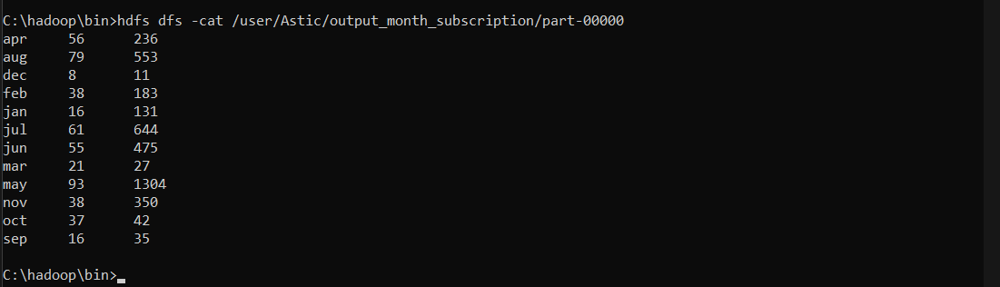 C:\hadoop\bin>hdfs dfs -cat /user/Astic/output_month_subscription/part-00000
apr 56 236
aug 79 553
dec 8 11
feb 38 183
jan 16 131
jul 61 644
jun 55 475
mar 21 27
may 93 1304
nov 38 350
oct 37 42
sep 16 35
C:\hadoop\bin>